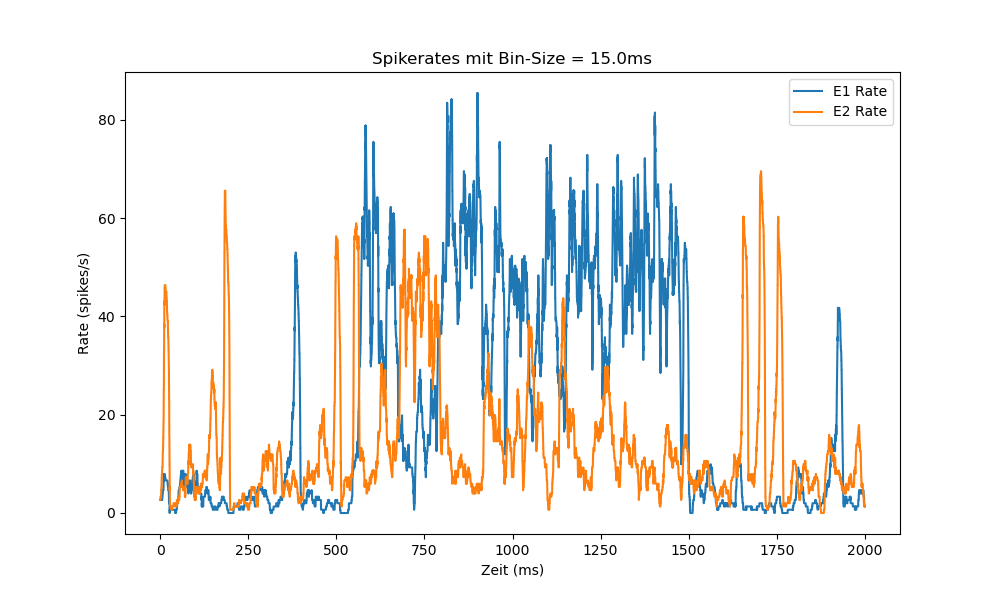 Spikerates mit Bin-Size = 15.0ms
E1 Rate
E2 Rate
Rate (spikes/s)
80
60
40
20
0
0 250 500 750 1000 1250 1500 1750 2000
Zeit (ms)